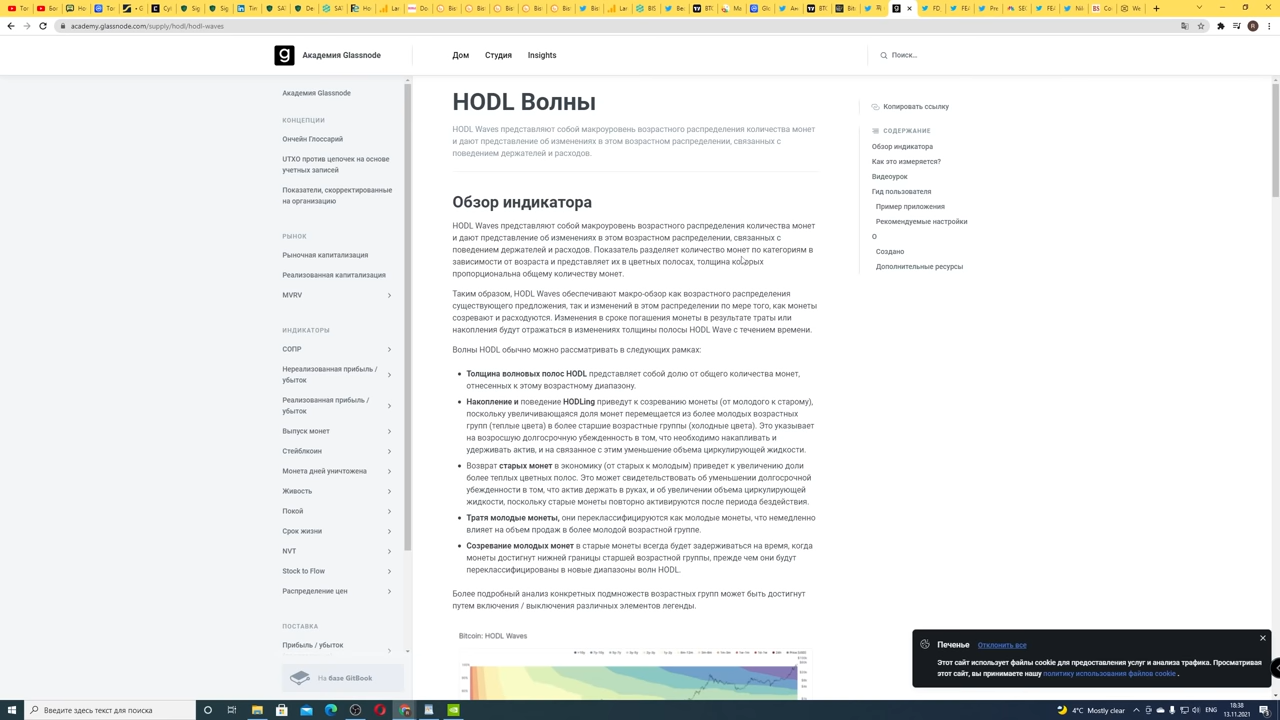 academy.glassnode.com/supply/hodl/hodl-waves
Академия Glassnode
Дом
Студия
Insights
Поиск...
Академия Glassnode
КОНЦЕПЦИИ
Ончейн Глоссарий
UTXO против цепочек на основе
учетных записей
Показатели, скорректированные
на организацию
РЫНОК
Рыночная капитализация
Реализованная капитализация
MVRV
ИНДИКАТОРЫ
СОПР
Нереализованная прибыль /
убыток
Реализованная прибыль /
убыток
Выпуск монет
Стейблкоин
Монета дней уничтожена
Живость
Покой
Срок жизни
NVT
Stock to Flow
Распределение цен
ПОСТАВКА
Прибыль / убыток
На базе GitBook
HODL Волны
HODL Waves представляют собой макроуровень возрастного распределения количества монет
и дают представление об изменениях в этом возрастном распределении, связанных с
поведением держателей и расходов.
Обзор индикатора
HODL Waves представляют собой макроуровень возрастного распределения количества монет
и дают представление об изменениях в этом возрастном распределении, связанных с
поведением держателей и расходов. Показатель разделяет количество монет по категориям в
зависимости от возраста и представляет их в цветных полосах, толщина которых
пропорциональна общему количеству монет.
Таким образом, HODL Waves обеспечивают макро-обзор как возрастного распределения
существующего предложения, так и изменений в этом распределении по мере того, как монеты
созревают и расходуются. Изменения в сроке погашения монеты в результате траты или
накопления будут отражаться в изменениях толщины полосы HODL Wave с течением времени.
Волны HODL обычно можно рассматривать в следующих рамках:
Толщина волновых полос HODL представляет собой долю от общего количества монет,
отнесенных к этому возрастному диапазону.
Накопление и поведение HODLing приведут к созреванию монеты (от молодого к старому),
поскольку увеличивающаяся доля монет перемещается из более молодых возрастных
групп (теплые цвета) в более старшие возрастные группы (холодные цвета). Это указывает
на возросшую долгосрочную убежденность в том, что необходимо накапливать и
удерживать актив, и на связанное с этим уменьшение объема циркулирующей жидкости.
Возврат старых монет в экономику (от старых к молодым) приведет к увеличению доли
более теплых цветных полос. Это может свидетельствовать об уменьшении долгосрочной
убежденности в том, что актив держать в руках, и об увеличении объема циркулирующей
жидкости, поскольку старые монеты повторно активируются после периода бездействия.
Тратя молодые монеты, они переклассифицируются как молодые монеты, что немедленно
влияет на объем продаж в более молодой возрастной группе.
Созревание молодых монет в старые монеты всегда будет задерживаться на время, когда
монеты достигнут нижней границы старшей возрастной группы, прежде чем они будут
переклассифицированы в новые диапазоны волн HODL.
Более подробный анализ конкретных подмножеств возрастных групп может быть достигнут
путем включения / выключения различных элементов легенды.
Bitcoin: HODL Waves
Копировать ссылку
СОДЕРЖАНИЕ
Обзор индикатора
Как это измеряется?
Видеоурок
Гид пользователя
Пример приложения
Рекомендуемые настройки
О
Создано
Дополнительные ресурсы
Печенье Отклонить все
Этот сайт использует файлы cookie для предоставления услуг и анализа трафика. Просматривая
этот сайт, вы принимаете нашу политику использования файлов cookie .
Введите здесь текст для поиска
4°C Mostly clear
ENG
18:38
13.11.2021